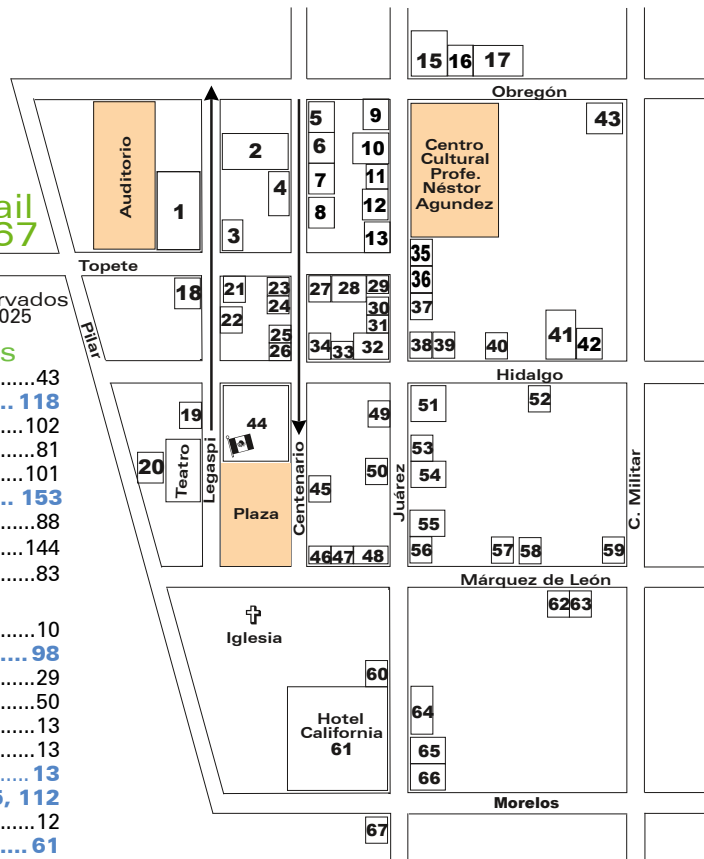 15 16 17
Obregón
5 9 43
6 10
2
Auditorio
Centro
Cultural
Profe.
Néstor
Agundez
7 11
4
8 12
1
3 13
ail
67
35
Topete
36
rvados
025
18 21 23 27 28 29
24 30 37
22 31
25
26 34 33 32 38 39 40 41 42
Pilar
s
Hidalgo
.....43
.. 118
....102
.....81
....101
.. 153
.....88
....144
.....83
19
44
49
51
52
20
Teatro
Legaspi
Plaza
Centenario
45
50
Juárez
53
54
C. Militar
55
46 47 48
56 57 58 59
Márquez de León
62 63
Iglesia
60
Hotel
California
61
64
65
66
Morelos
67
.....10
.... 98
.....29
.....50
.....13
.....13
..... 13
, 112
.....12
.... 61